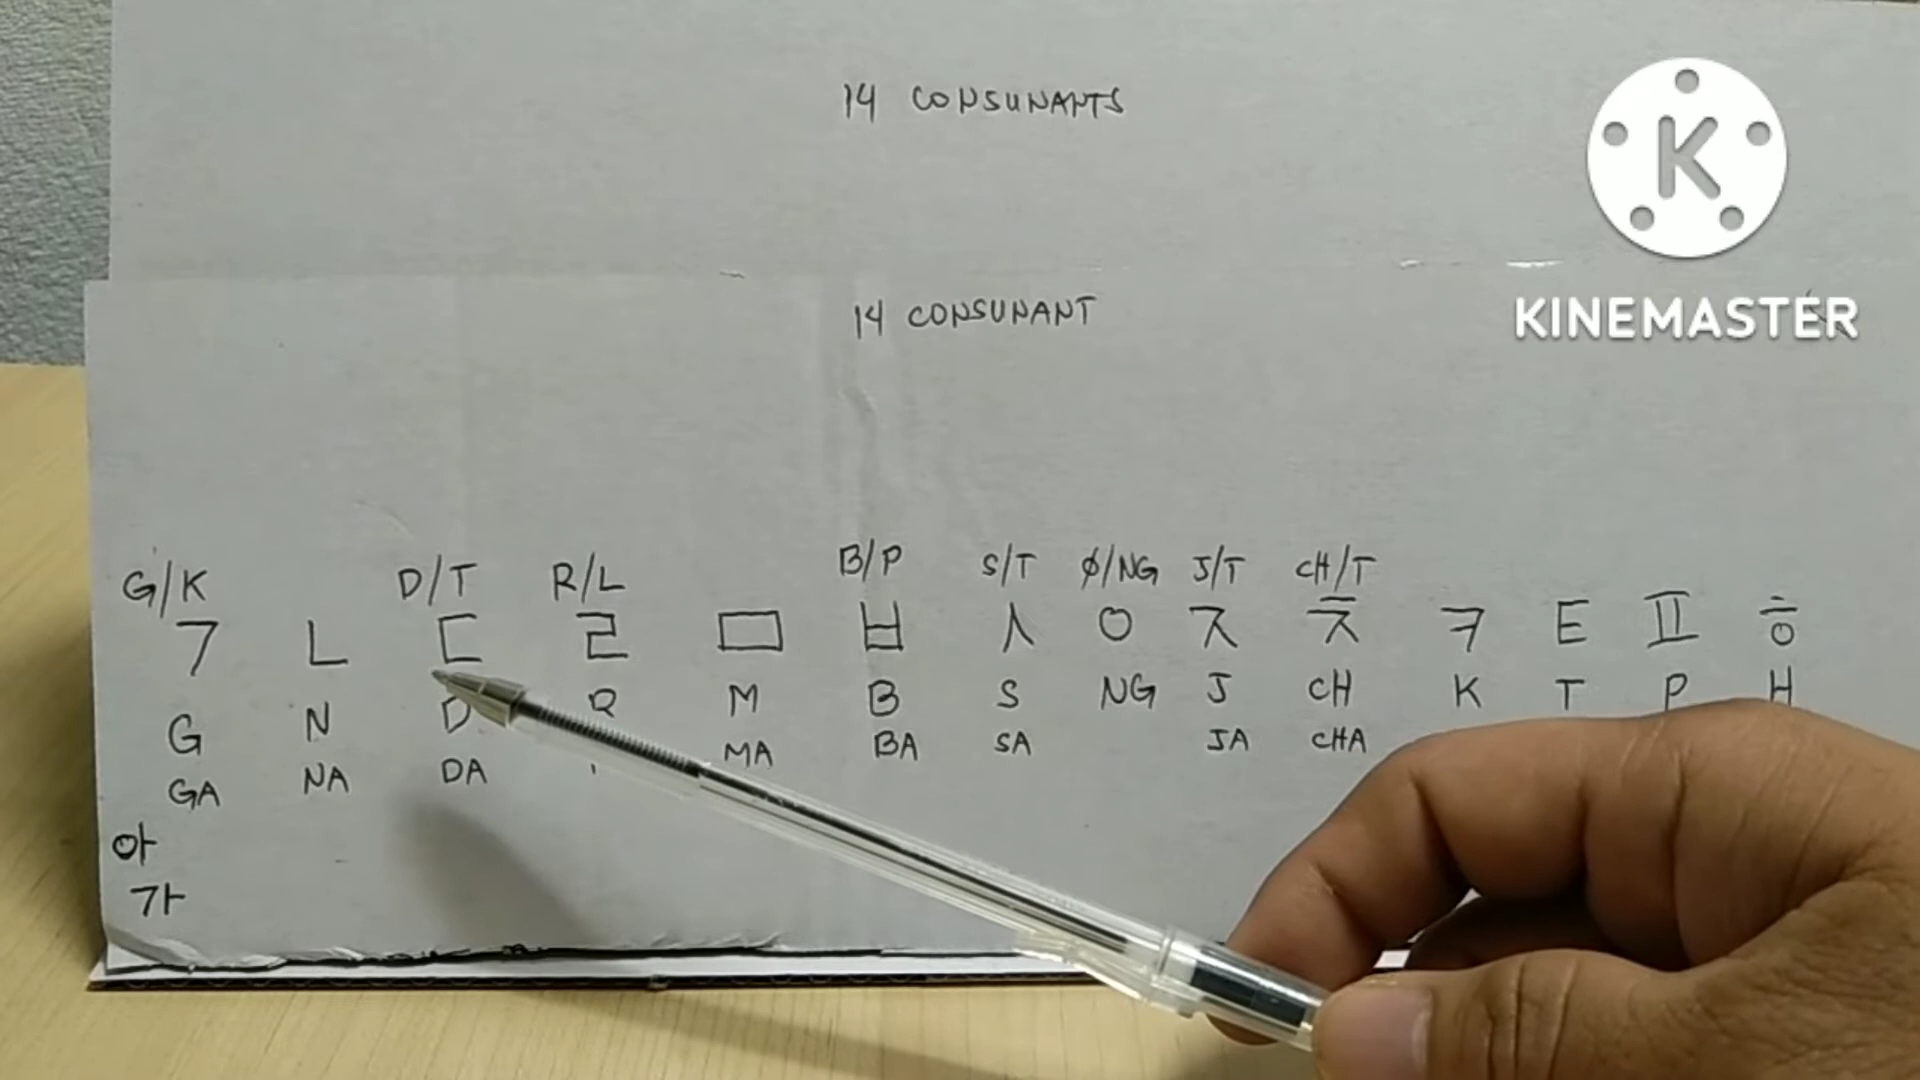 14 CONSUNANTS
KINEMASTER
14 CONSUNANT
G/K D/T R/L B/P S/T Ø/NG J/T CH/T
ㄱ ㄴ ㄷ ㄹ ㅁ ㅂ ㅅ ㅇ ㅈ ㅊ ㅋ ㅌ ㅍ ㅎ
G N D R M B S NG J CH K T P H
GA NA DA MA BA SA JA CHA
아
가